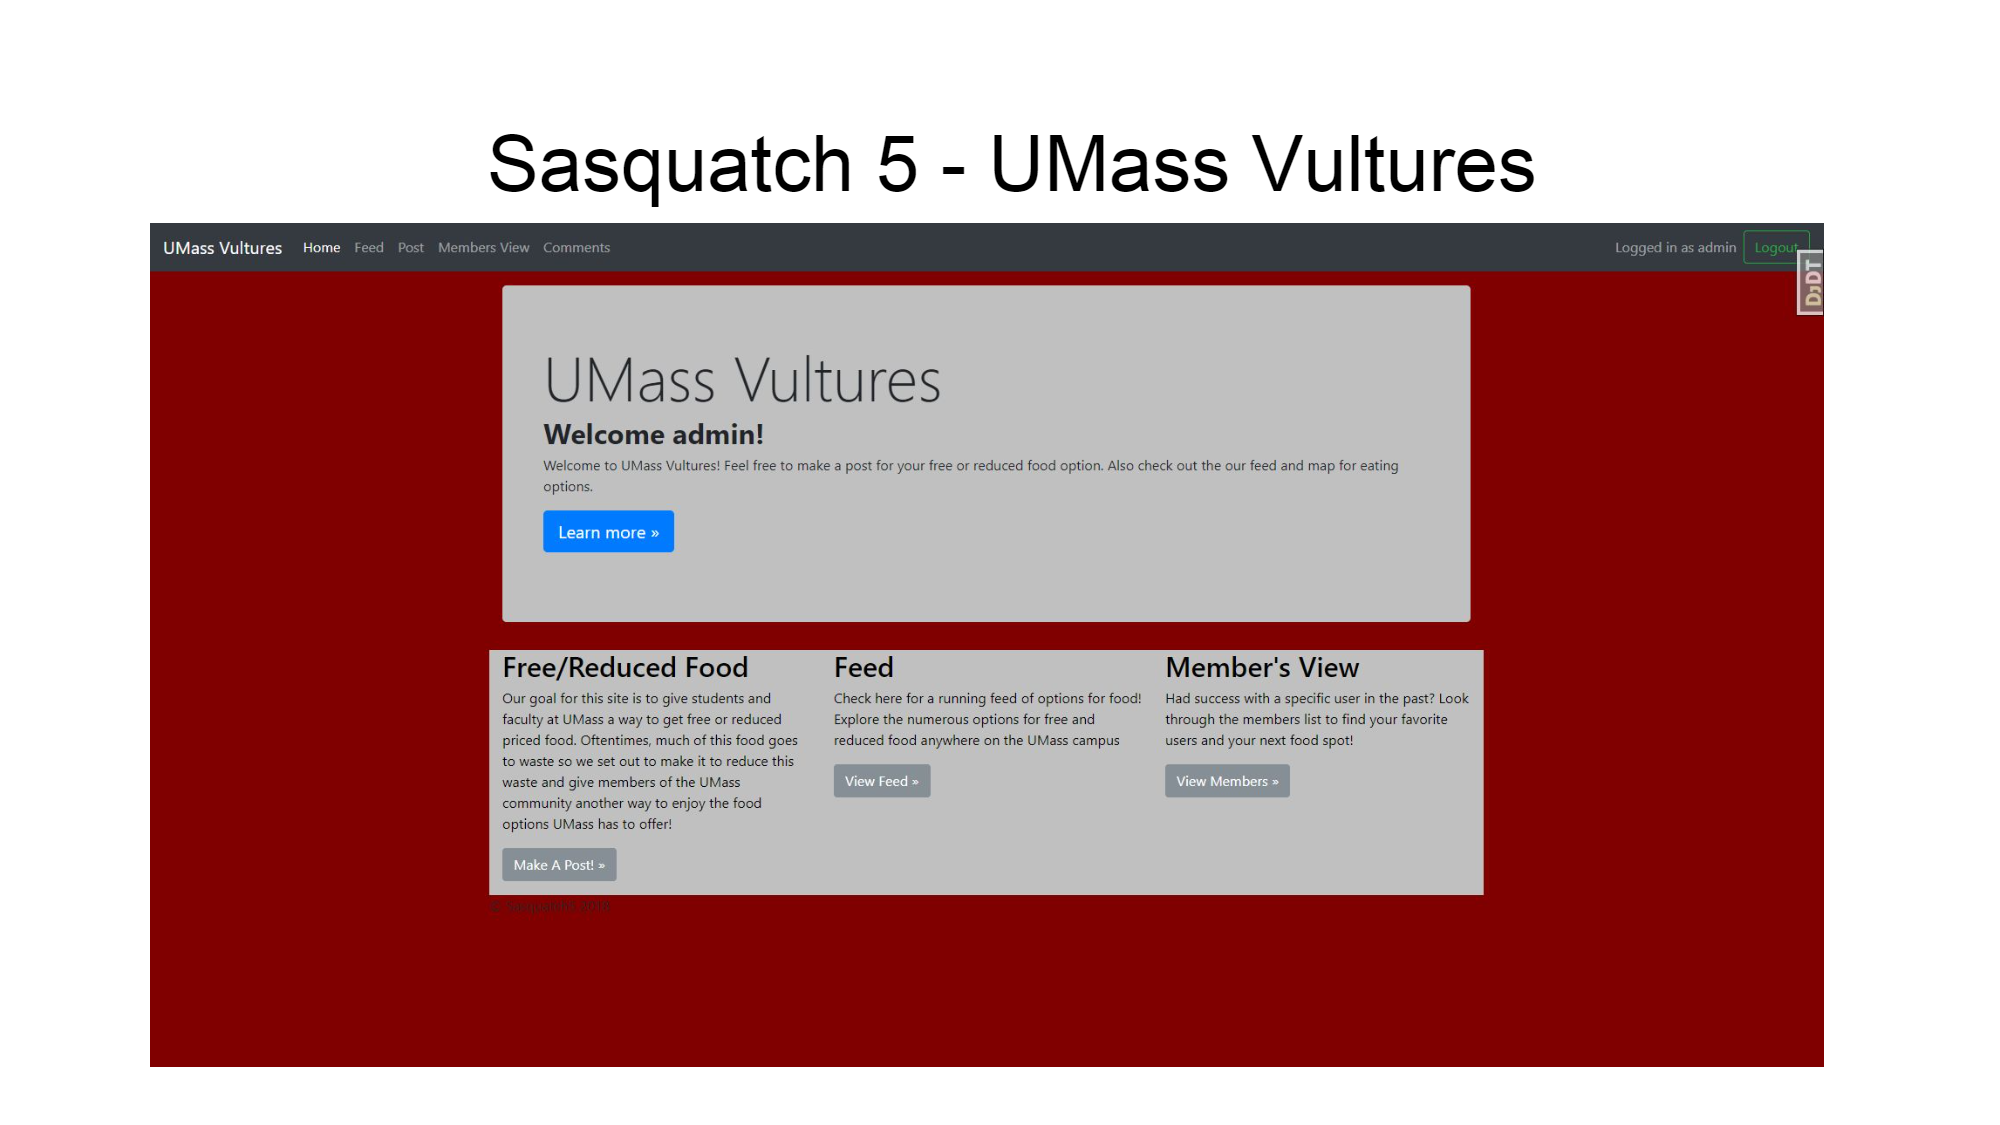 Sasquatch 5 - UMass Vultures
UMass Vultures Home Feed Post Members View Comments Logged in as admin Logout
DJDT
UMass Vultures
Welcome admin!
Welcome to UMass Vultures! Feel free to make a post for your free or reduced food option. Also check out the our feed and map for eating
options.
Learn more »
Free/Reduced Food
Our goal for this site is to give students and
faculty at UMass a way to get free or reduced
priced food. Oftentimes, much of this food goes
to waste so we set out to make it to reduce this
waste and give members of the UMass
community another way to enjoy the food
options UMass has to offer!
Make A Post! »
Feed
Check here for a running feed of options for food!
Explore the numerous options for free and
reduced food anywhere on the UMass campus
View Feed »
Member's View
Had success with a specific user in the past? Look
through the members list to find your favorite
users and your next food spot!
View Members »
© Sasquatch5 2018